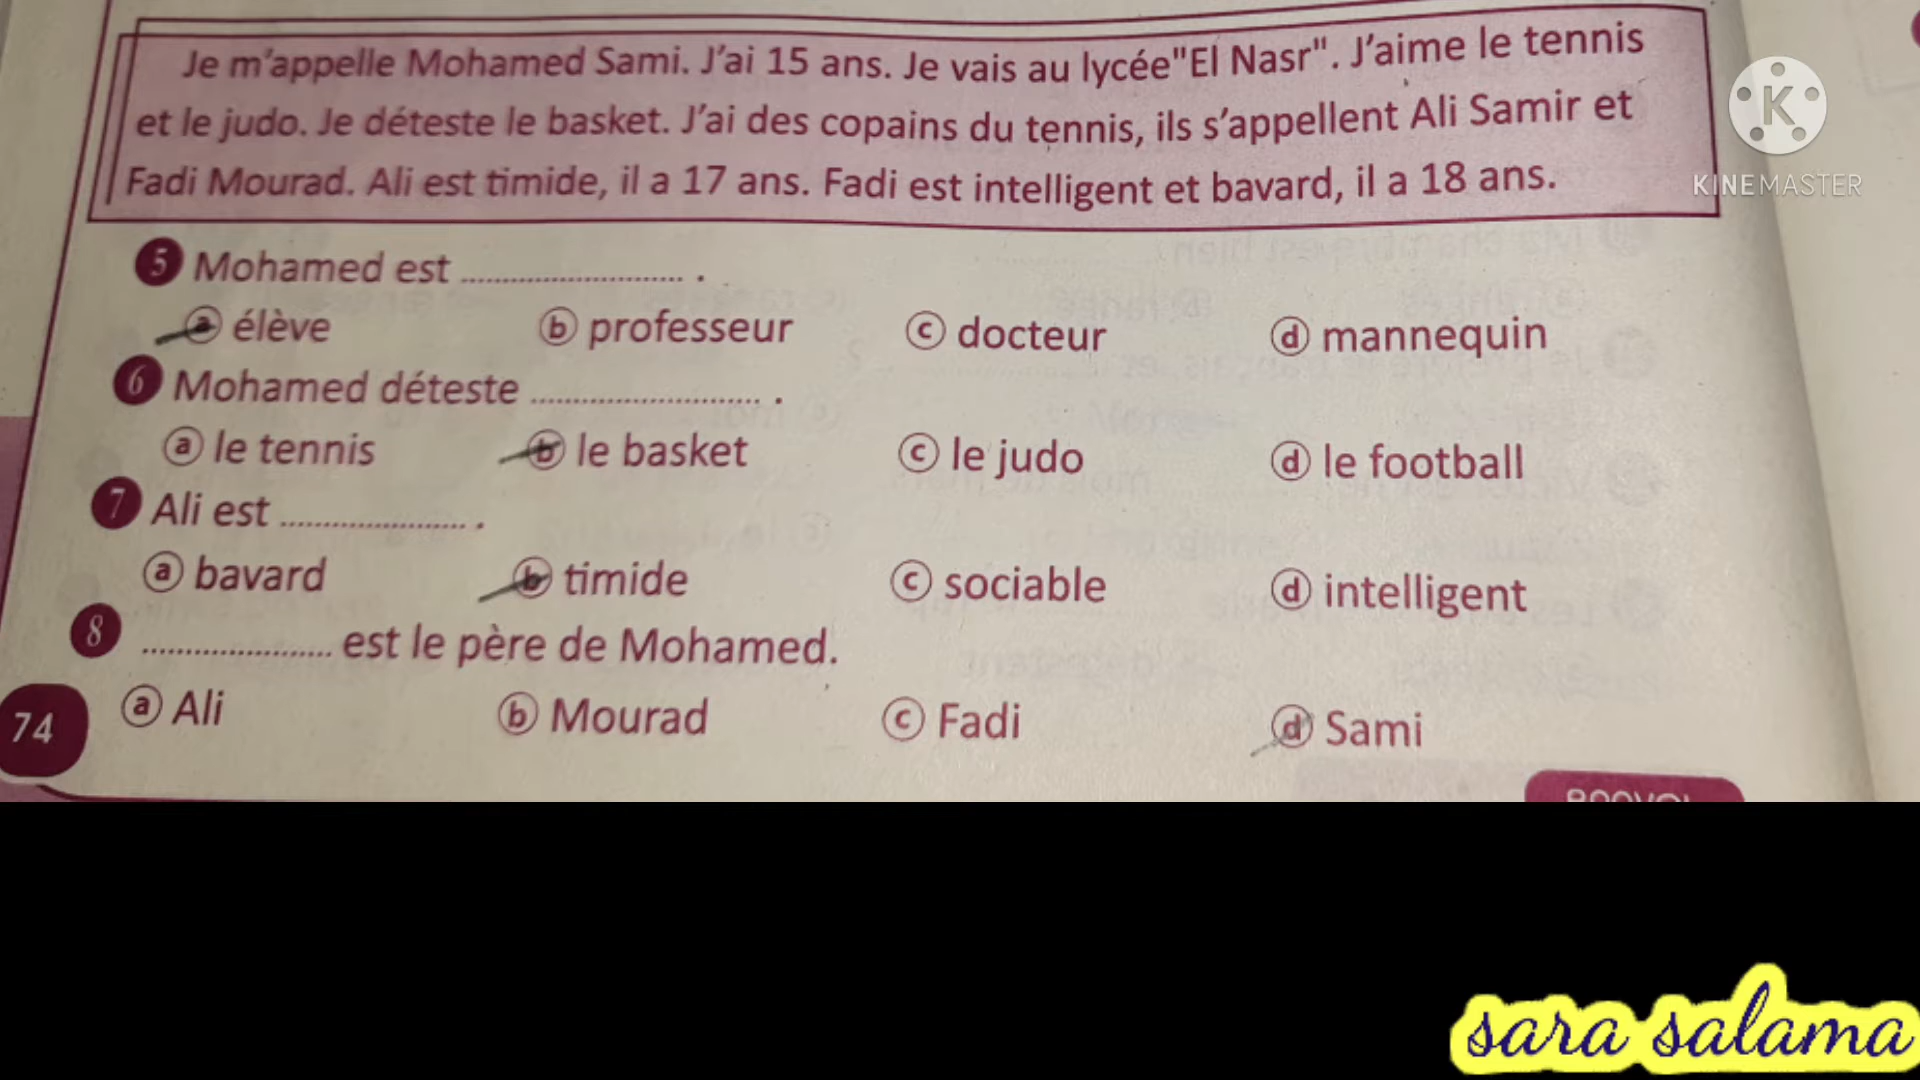 Je m'appelle Mohamed Sami. J'ai 15 ans. Je vais au lycée"El Nasr". J'aime le tennis
et le judo. Je déteste le basket. J'ai des copains du tennis, ils s'appellent Ali Samir et
Fadi Mourad. Ali est timide, il a 17 ans. Fadi est intelligent et bavard, il a 18 ans.
K
KINEMASTER
5 Mohamed est .......................... .
a élève b professeur c docteur d mannequin
6 Mohamed déteste .......................... .
a le tennis b le basket c le judo d le football
7 Ali est ...................... .
a bavard b timide c sociable d intelligent
8 ...................... est le père de Mohamed.
a Ali b Mourad c Fadi d Sami
74
sara salama